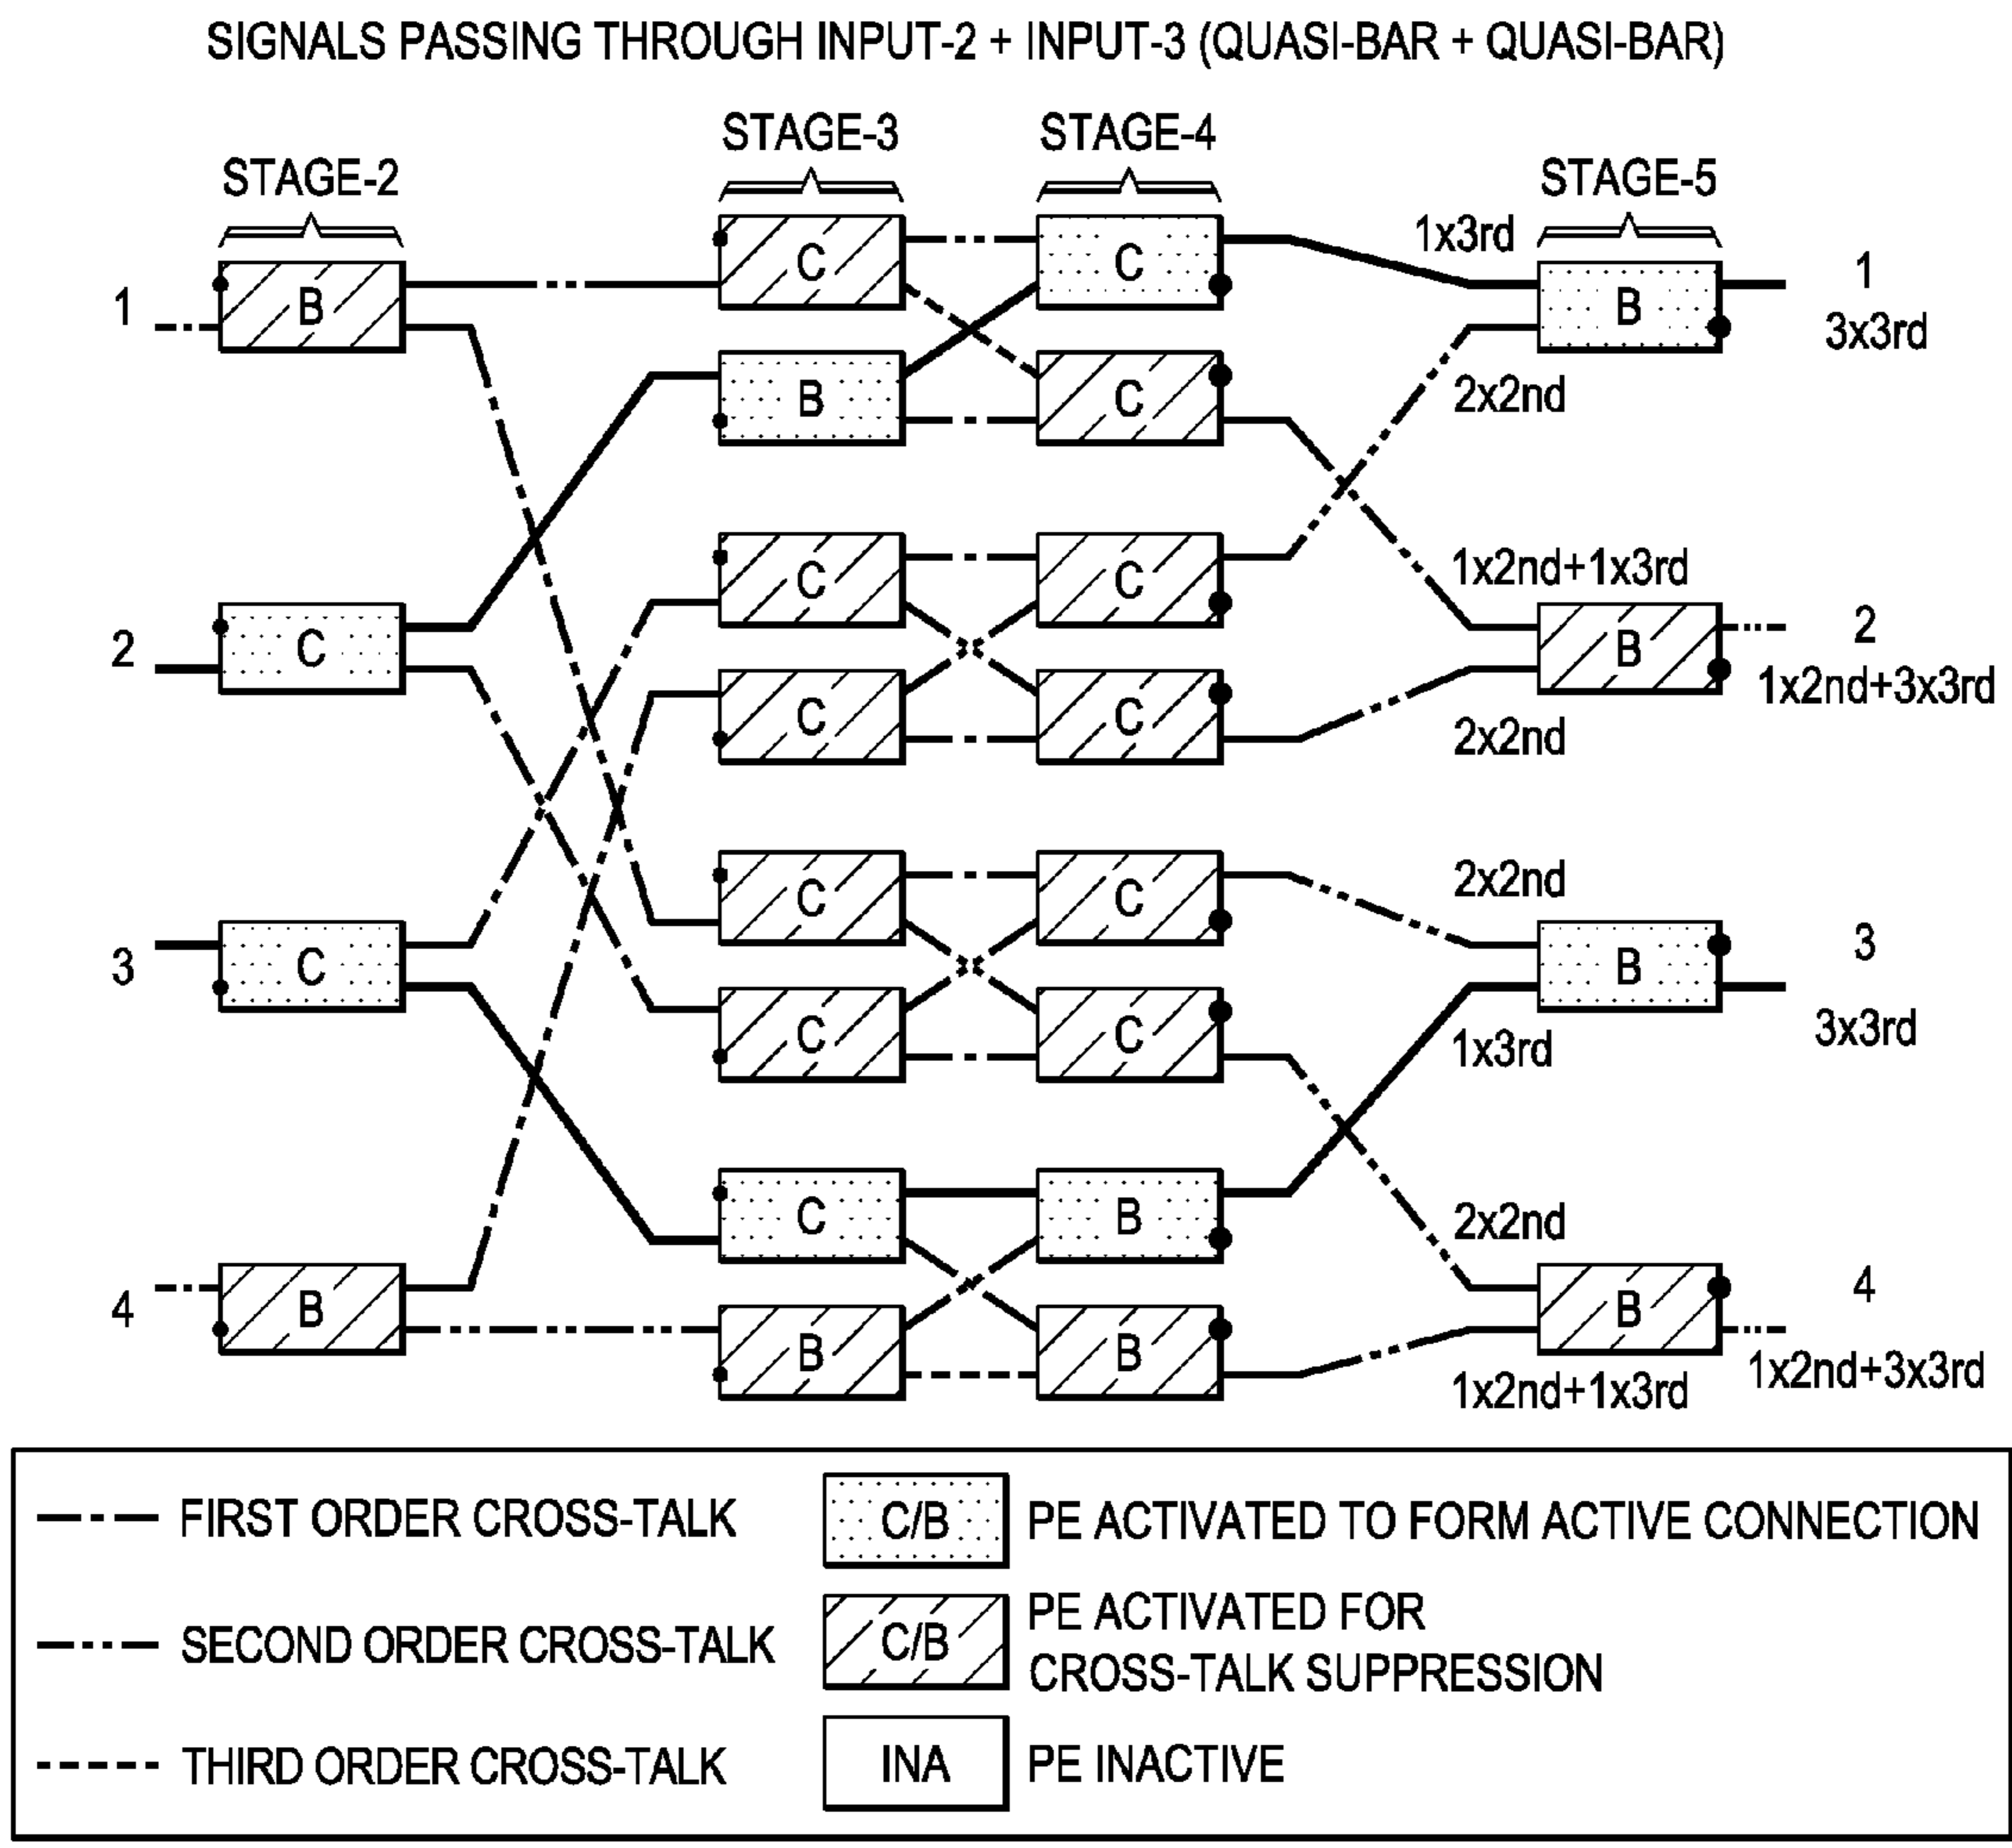 SIGNALS PASSING THROUGH INPUT-2 + INPUT-3 (QUASI-BAR + QUASI-BAR)
STAGE-2
STAGE-3
STAGE-4
STAGE-5
1
B
C
C
1x3rd
B
1
3x3rd
B
C
2x2nd
2
C
C
C
1x2nd+1x3rd
B
2
1x2nd+3x3rd
C
C
2x2nd
3
C
C
C
2x2nd
B
3
3x3rd
C
C
1x3rd
4
B
C
B
2x2nd
B
4
1x2nd+3x3rd
B
B
1x2nd+1x3rd
FIRST ORDER CROSS-TALK
C/B
PE ACTIVATED TO FORM ACTIVE CONNECTION
SECOND ORDER CROSS-TALK
C/B
PE ACTIVATED FOR
CROSS-TALK SUPPRESSION
THIRD ORDER CROSS-TALK
INA
PE INACTIVE